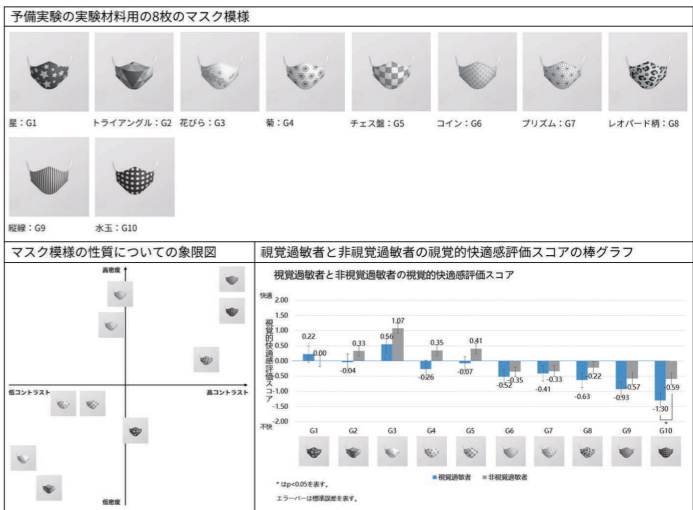 予備実験の実験材料用の8枚のマスク模様
星：G1
トライアングル：G2
花びら：G3
菊：G4
チェス盤：G5
コイン：G6
プリズム：G7
レオパード柄：G8
縦線：G9
水玉：G10
マスク模様の性質についての象限図
高密度
低コントラスト
高コントラスト
低密度
視覚過敏者と非視覚過敏者の視覚的快適感評価スコアの棒グラフ
視覚過敏者と非視覚過敏者の視覚的快適感評価スコア
快適
視覚的快適感評価スコア
不快
2.00
1.50
1.00
0.50
0.00
-0.50
-1.00
-1.50
-2.00
0.22
0.00
-0.04
0.33
0.56
1.07
-0.26
0.35
-0.07
0.41
-0.52
-0.35
-0.41
-0.33
-0.63
-0.22
-0.93
-0.57
-1.30
-0.59
*
G1 G2 G3 G4 G5 G6 G7 G8 G9 G10
■視覚過敏者 ■非視覚過敏者
* はp<0.05を表す。
エラーバーは標準誤差を表す。